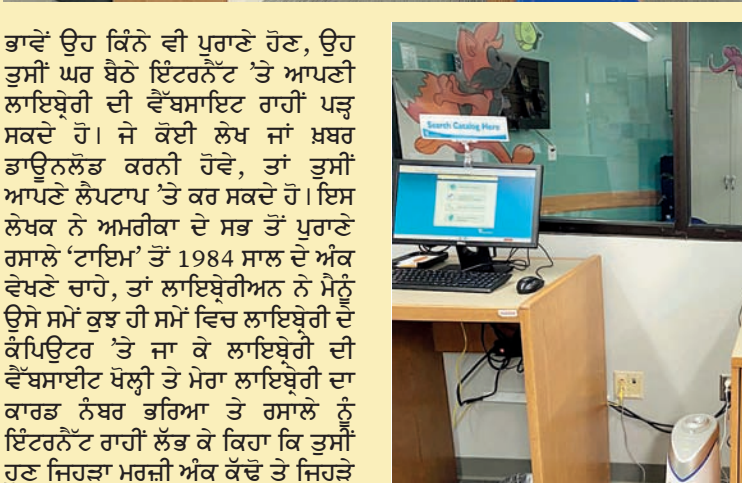 ਭਾਵੇਂ ਉਹ ਕਿੰਨੇ ਵੀ ਪੁਰਾਣੇ ਹੋਣ, ਉਹ
ਤੁਸੀਂ ਘਰ ਬੈਠੇ ਇੰਟਰਨੈੱਟ ’ਤੇ ਆਪਣੀ
ਲਾਇਬ੍ਰੇਰੀ ਦੀ ਵੈੱਬਸਾਇਟ ਰਾਹੀਂ ਪੜ੍ਹ
ਸਕਦੇ ਹੋ। ਜੇ ਕੋਈ ਲੇਖ ਜਾਂ ਖ਼ਬਰ
ਡਾਊਨਲੋਡ ਕਰਨੀ ਹੋਵੇ, ਤਾਂ ਤੁਸੀਂ
ਆਪਣੇ ਲੈਪਟਾਪ ’ਤੇ ਕਰ ਸਕਦੇ ਹੋ। ਇਸ
ਲੇਖਕ ਨੇ ਅਮਰੀਕਾ ਦੇ ਸਭ ਤੋਂ ਪੁਰਾਣੇ
ਰਸਾਲੇ ‘ਟਾਇਮ’ ਤੋਂ 1984 ਸਾਲ ਦੇ ਅੰਕ
ਵੇਖਣੇ ਚਾਹੇ, ਤਾਂ ਲਾਇਬ੍ਰੇਰੀਅਨ ਨੇ ਮੈਨੂੰ
ਉਸੇ ਸਮੇਂ ਕੁਝ ਹੀ ਸਮੇਂ ਵਿਚ ਲਾਇਬ੍ਰੇਰੀ ਦੇ
ਕੰਪਿਉਟਰ ’ਤੇ ਜਾ ਕੇ ਲਾਇਬ੍ਰੇਰੀ ਦੀ
ਵੈੱਬਸਾਈਟ ਖੋਲ੍ਹੀ ਤੇ ਮੇਰਾ ਲਾਇਬ੍ਰੇਰੀ ਦਾ
ਕਾਰਡ ਨੰਬਰ ਭਰਿਆ ਤੇ ਰਸਾਲੇ ਨੂੰ
ਇੰਟਰਨੈੱਟ ਰਾਹੀਂ ਲੱਭ ਕੇ ਕਿਹਾ ਕਿ ਤੁਸੀਂ
ਹੁਣ ਜਿਹੜਾ ਮਰਜ਼ੀ ਅੰਕ ਕੱਢੋ ਤੇ ਜਿਹੜੇ
Search Catalog Here